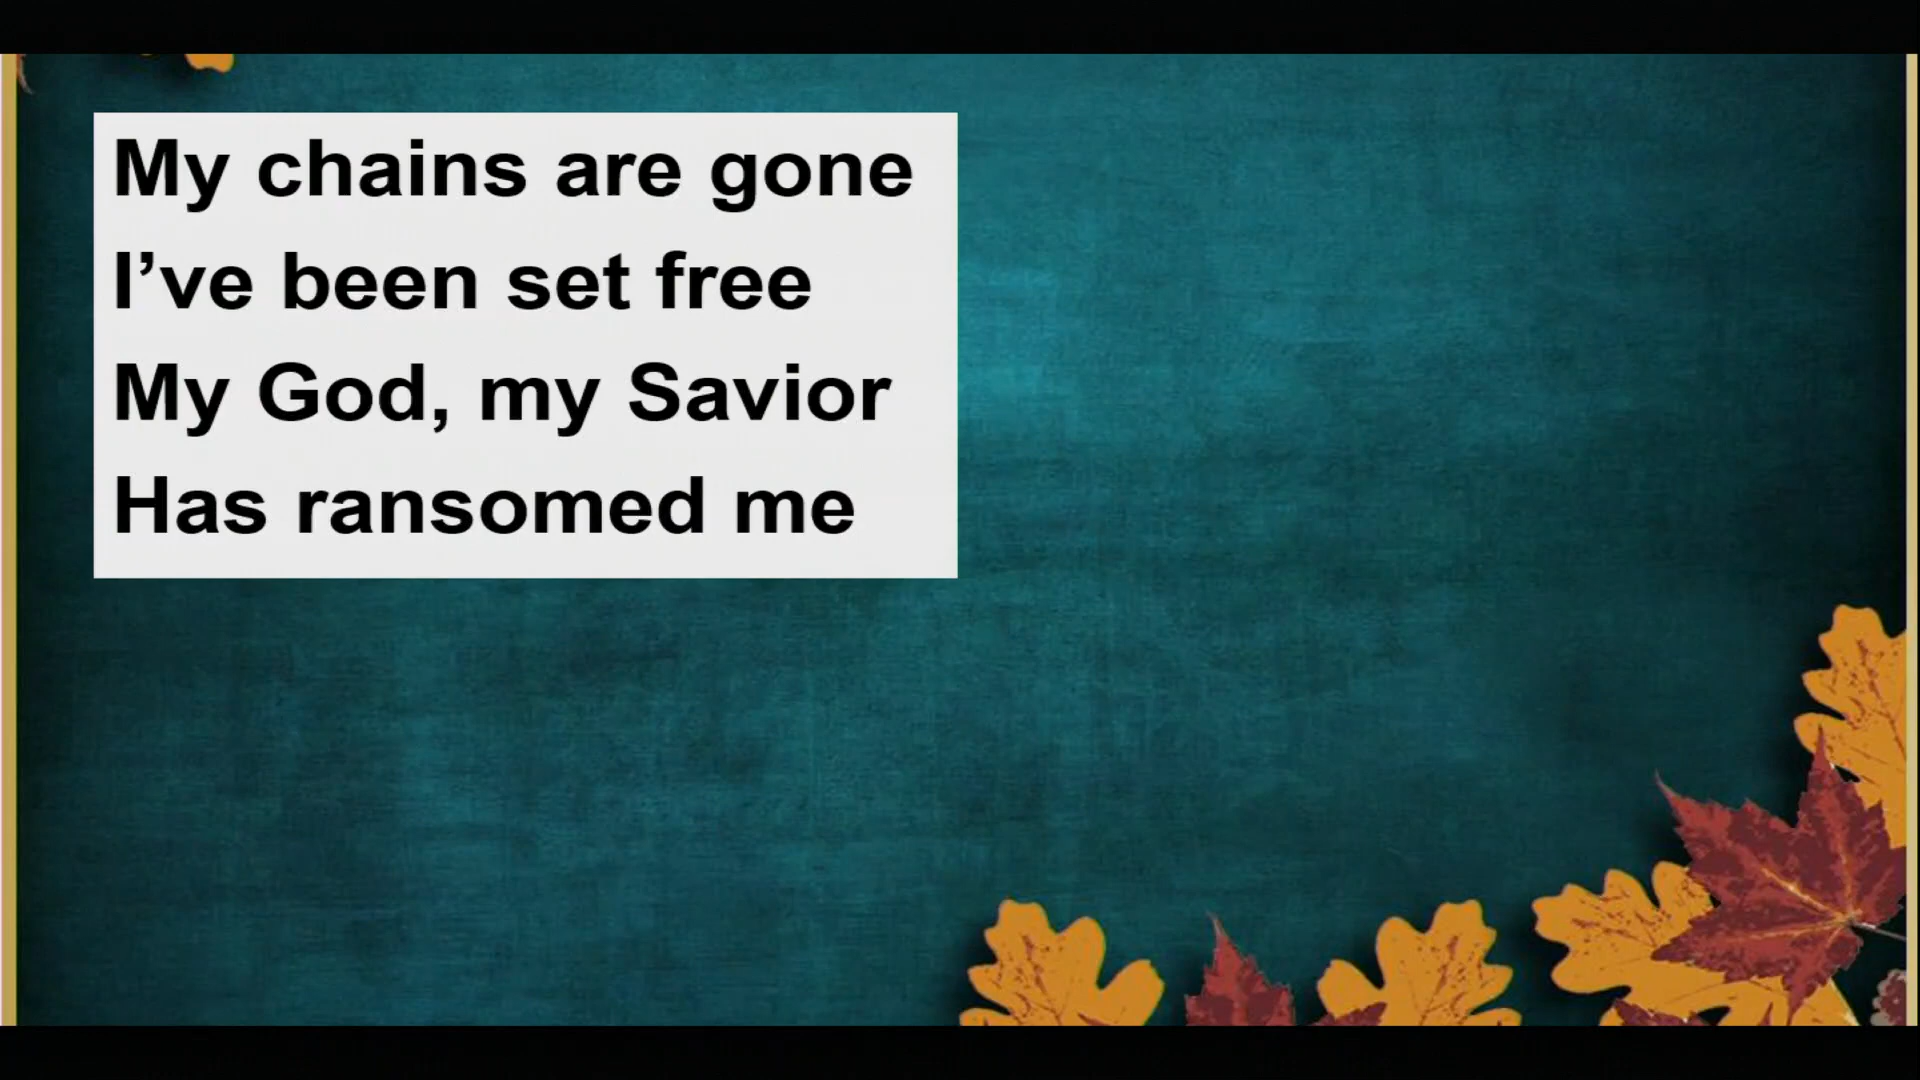 My chains are gone
I’ve been set free
My God, my Savior
Has ransomed me